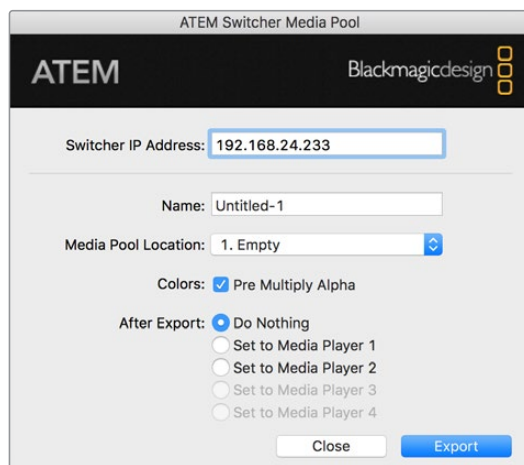 ATEM Switcher Media Pool
ATEM Blackmagicdesign
Switcher IP Address: 192.168.24.233
Name: Untitled-1
Media Pool Location: 1. Empty
Colors: Pre Multiply Alpha
After Export: Do Nothing
Set to Media Player 1
Set to Media Player 2
Set to Media Player 3
Set to Media Player 4
Close Export